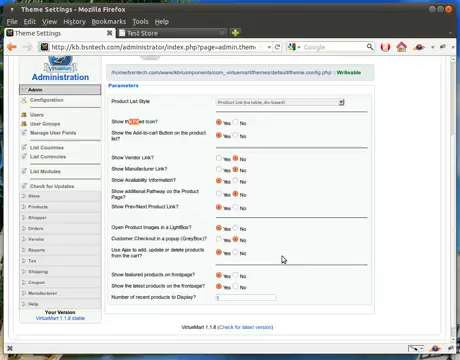 Theme Settings - Mozilla Firefox
File Edit View History Bookmarks Tools Help
Theme Settings
Test Store
http://kb.bsntech.com/administrator/index.php?page=admin.them
Google
VirtueMart
Administration
Admin
Configuration
Users
User Groups
Manage User Fields
List Countries
List Currencies
List Modules
Check for Updates
Store
Products
Shopper
Orders
Vendor
Reports
Tax
Shipping
Coupon
Manufacturer
Help
Your Version
VirtueMart 1.1.8 stable
/home/bsntech/www/kb/components/com_virtuemart/themes/default/theme.config.php : Writeable
Parameters
Product List Style
Product List (no table, div-based)
Icon? Yes No
Show the Add-to-cart Button on the product list? Yes No
Show Vendor Link? Yes No
Show Manufacturer Link? Yes No
Show Availability Information? Yes No
Show additional Pathway on the Product Page? Yes No
Show Prev/Next Product Link? Yes No
Open Product Images in a LightBox? Yes No
Customer Checkout in a popup (GreyBox)? Yes No
Use Ajax to add, update or delete products from the cart? Yes No
Show featured products on frontpage? Yes No
Show the latest products on the frontpage? Yes No
Number of recent products to Display? 5
VirtueMart 1.1.8 (Check for latest version)